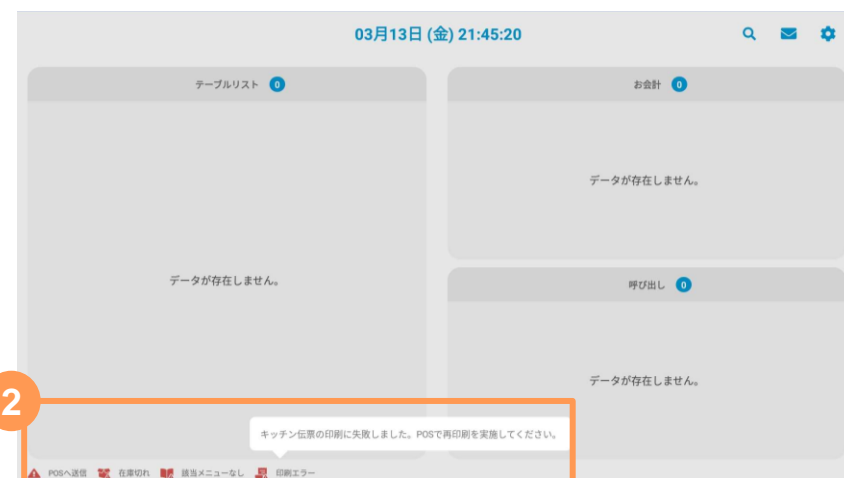 03月13日 (金) 21:45:20
テーブルリスト 0
お会計 0
データが存在しません。
データが存在しません。
呼び出し 0
データが存在しません。
2
キッチン伝票の印刷に失敗しました。POSで再印刷を実施してください。
POSへ送信 在庫切れ 該当メニューなし 印刷エラー